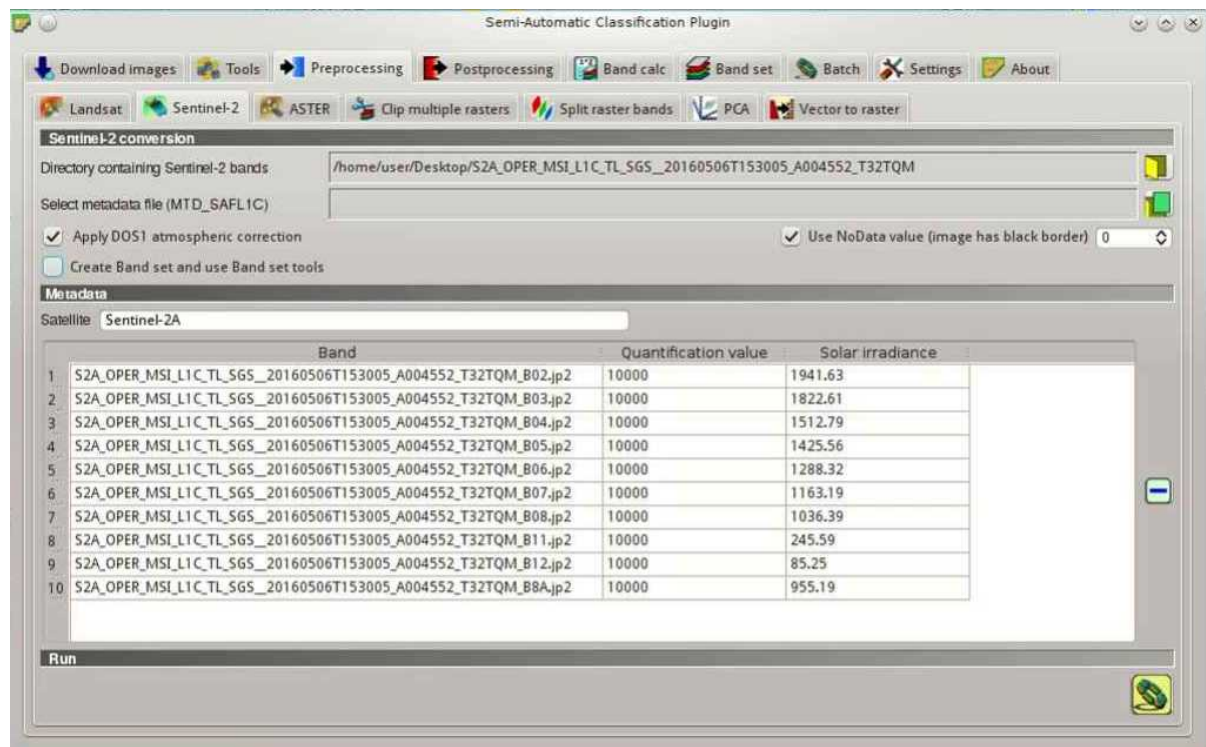 Semi-Automatic Classification Plugin
Download images Tools Preprocessing Postprocessing Band calc Band set Batch Settings About
Landsat Sentinel-2 ASTER Clip multiple rasters Split raster bands PCA Vector to raster
Sentinel-2 conversion
Directory containing Sentinel-2 bands /home/user/Desktop/S2A_OPER_MSI_L1C_TL_SGS__20160506T153005_A004552_T32TQM
Select metadata file (MTD_SAFL1C)
Apply DOS1 atmospheric correction Use NoData value (image has black border) 0
Create Band set and use Band set tools
Metadata
Satellite Sentinel-2A
Band Quantification value Solar irradiance
1 S2A_OPER_MSI_L1C_TL_SGS__20160506T153005_A004552_T32TQM_B02.jp2 10000 1941.63
2 S2A_OPER_MSI_L1C_TL_SGS__20160506T153005_A004552_T32TQM_B03.jp2 10000 1822.61
3 S2A_OPER_MSI_L1C_TL_SGS__20160506T153005_A004552_T32TQM_B04.jp2 10000 1512.79
4 S2A_OPER_MSI_L1C_TL_SGS__20160506T153005_A004552_T32TQM_B05.jp2 10000 1425.56
5 S2A_OPER_MSI_L1C_TL_SGS__20160506T153005_A004552_T32TQM_B06.jp2 10000 1288.32
6 S2A_OPER_MSI_L1C_TL_SGS__20160506T153005_A004552_T32TQM_B07.jp2 10000 1163.19
7 S2A_OPER_MSI_L1C_TL_SGS__20160506T153005_A004552_T32TQM_B08.jp2 10000 1036.39
8 S2A_OPER_MSI_L1C_TL_SGS__20160506T153005_A004552_T32TQM_B11.jp2 10000 245.59
9 S2A_OPER_MSI_L1C_TL_SGS__20160506T153005_A004552_T32TQM_B12.jp2 10000 85.25
10 S2A_OPER_MSI_L1C_TL_SGS__20160506T153005_A004552_T32TQM_B8A.jp2 10000 955.19
Run